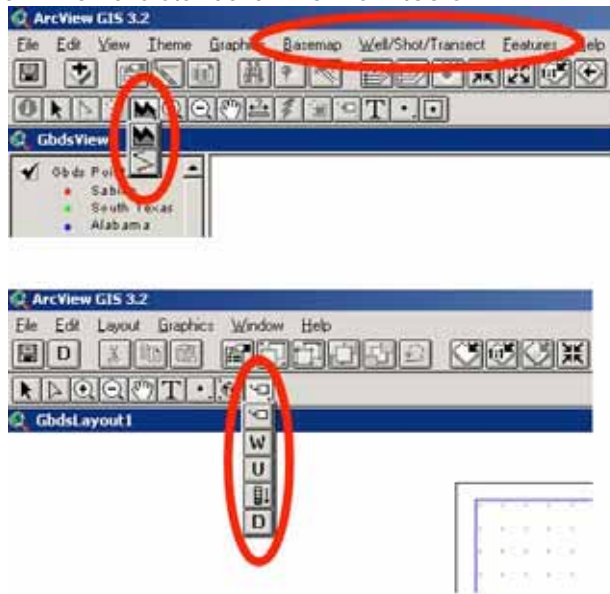 ArcView GIS 3.2
File Edit View Theme Graphics Basemap Well/Shot/Transect Features Help
T
GbdsView
Gbds Point
Sabine
South Texas
Alabama
ArcView GIS 3.2
File Edit Layout Graphics Window Help
D
T
GbdsLayout1
W
U
D